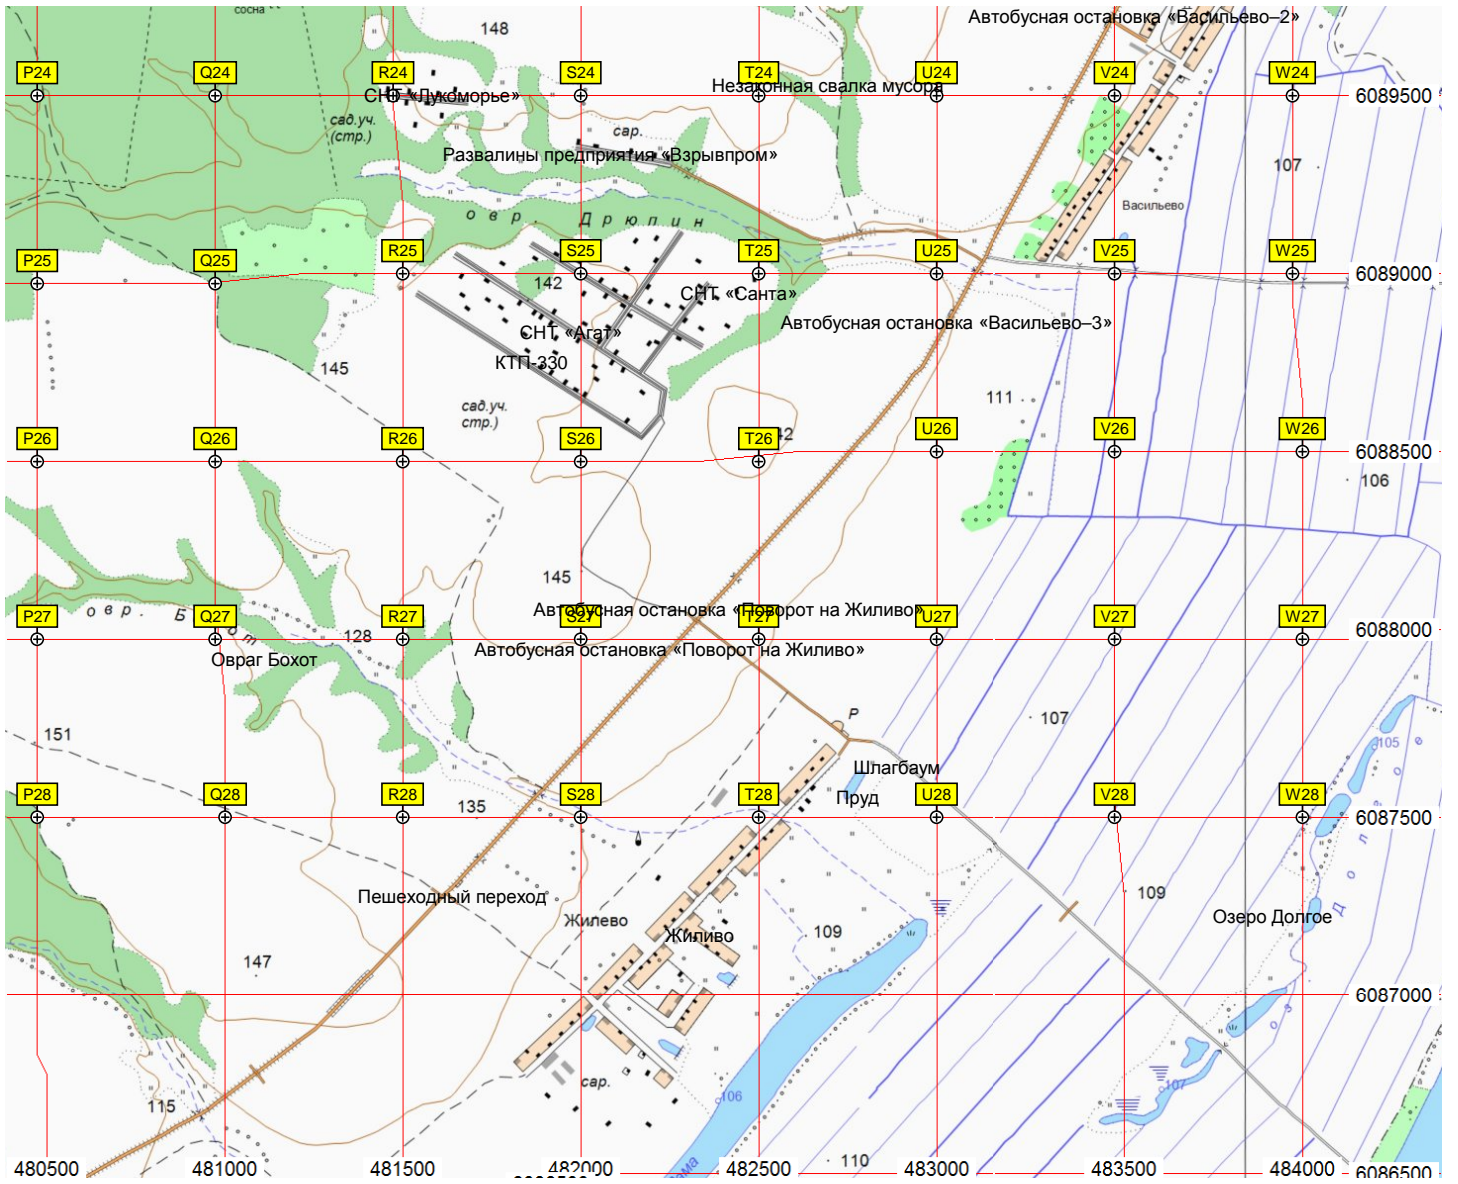 сосна
148
Автобусная остановка «Васильево–2»
P24
Q24
R24
S24
T24
U24
V24
W24
Незаконная свалка мусора
СНТ «Лукоморье»
6089500
сад.уч.
(стр.)
сар.
Развалины предприятия «Взрывпром»
107
Васильево
овр. Дрюпин
P25
Q25
R25
S25
T25
U25
V25
W25
6089000
142
СНТ «Санта»
СНТ «Агат»
Автобусная остановка «Васильево–3»
КТП-330
145
111
сад.уч.
стр.)
P26
Q26
R26
S26
T26
U26
V26
W26
6088500
106
145
овр.
P27
Q27
R27
S27
T27
U27
V27
W27
Автобусная остановка «Поворот на Жиливо»
6088000
128
Овраг Бохот
Автобусная остановка «Поворот на Жиливо»
151
Р
107
105
Шлагбаум
Пруд
P28
Q28
R28
S28
T28
U28
V28
W28
135
6087500
Пешеходный переход
109
Жилево
Жиливо
109
Озеро Долгое
147
6087000
115
сар.
106
107
110
480500
481000
481500
482000
482500
483000
483500
484000
6086500